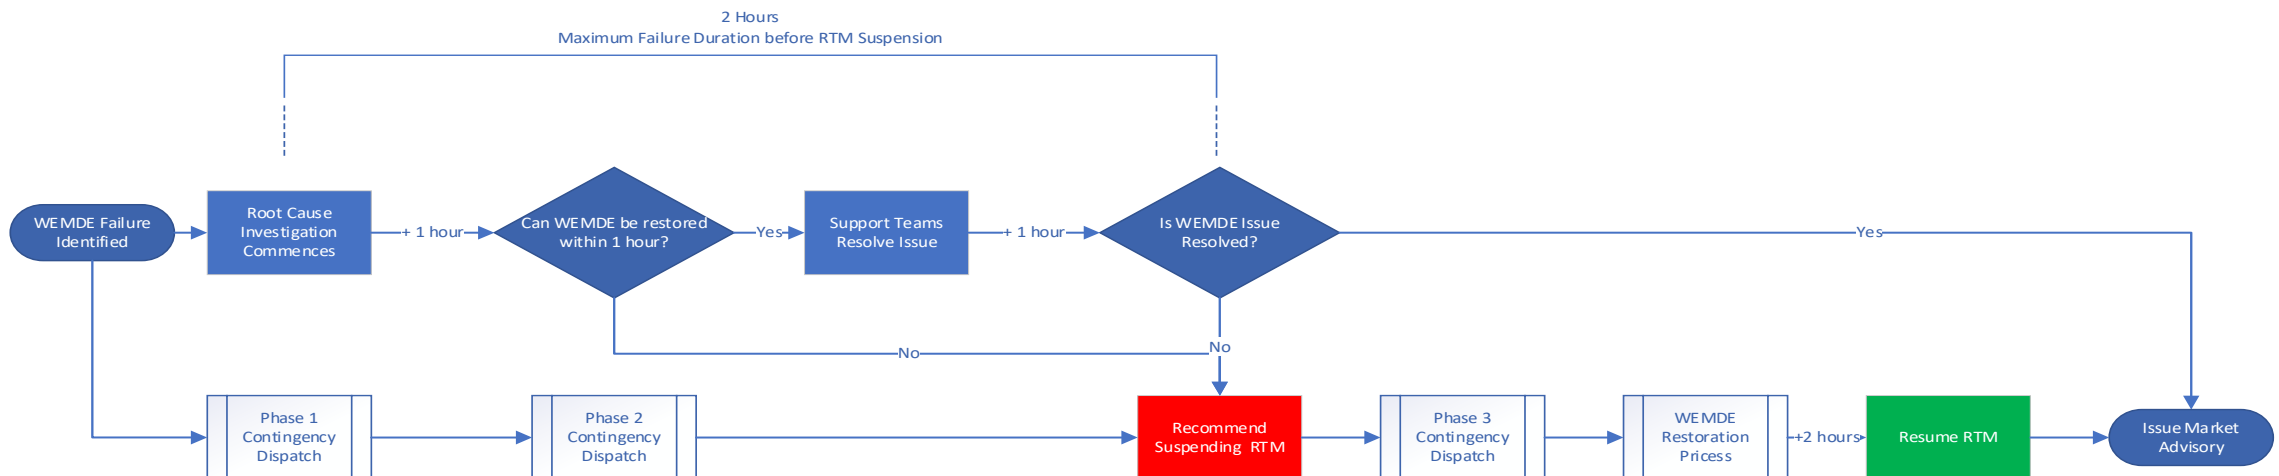 2 Hours
Maximum Failure Duration before RTM Suspension
WEMDE Failure
Identified
Root Cause
Investigation
Commences
+ 1 hour
Can WEMDE be restored
within 1 hour?
Yes
Support Teams
Resolve Issue
+ 1 hour
Is WEMDE Issue
Resolved?
Yes
No
No
Phase 1
Contingency
Dispatch
Phase 2
Contingency
Dispatch
Recommend
Suspending RTM
Phase 3
Contingency
Dispatch
WEMDE
Restoration
Pricess
+2 hours
Resume RTM
Issue Market
Advisory